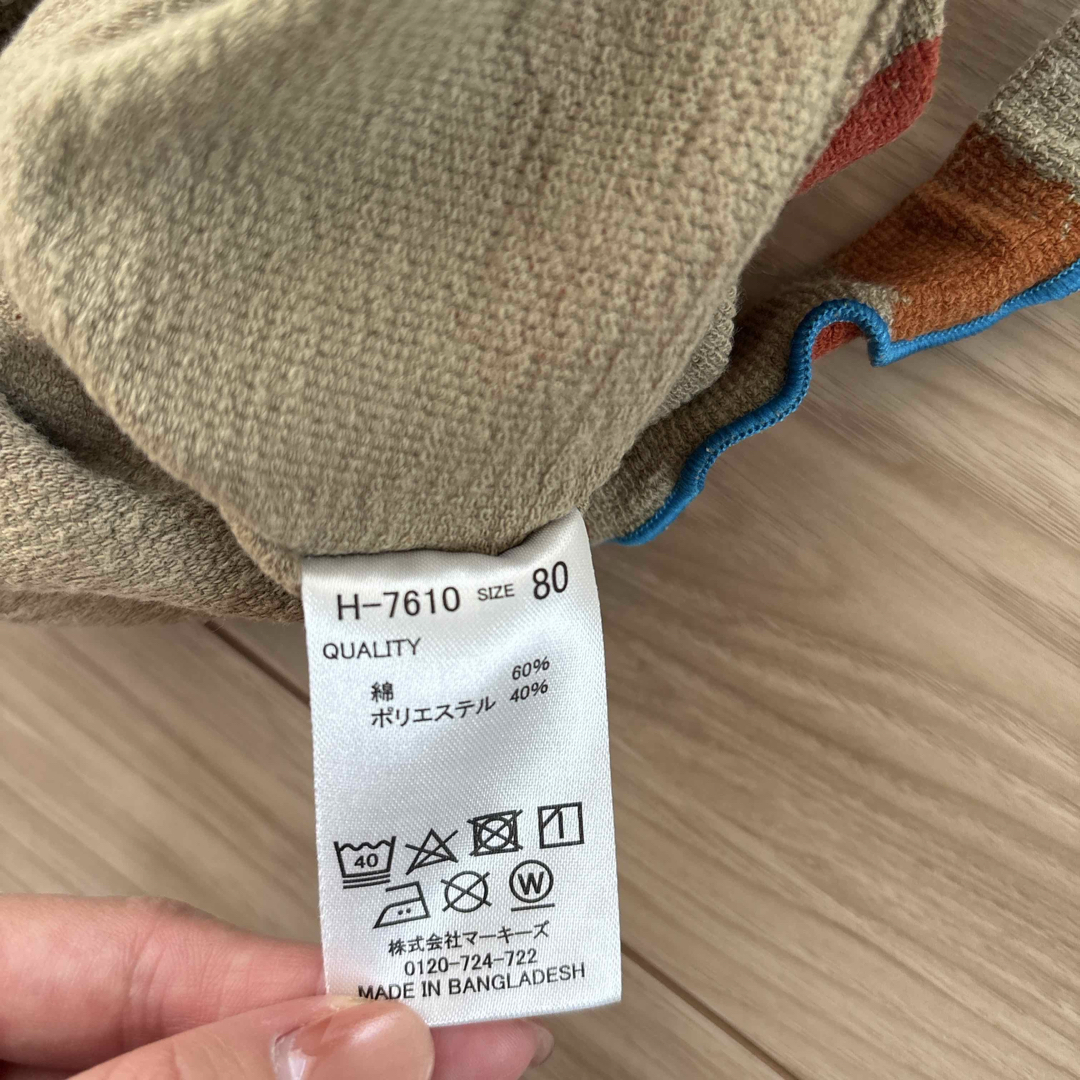 H-7610 SIZE 80
QUALITY
綿 60%
ポリエステル 40%
40
W
株式会社マーキーズ
0120-724-722
MADE IN BANGLADESH